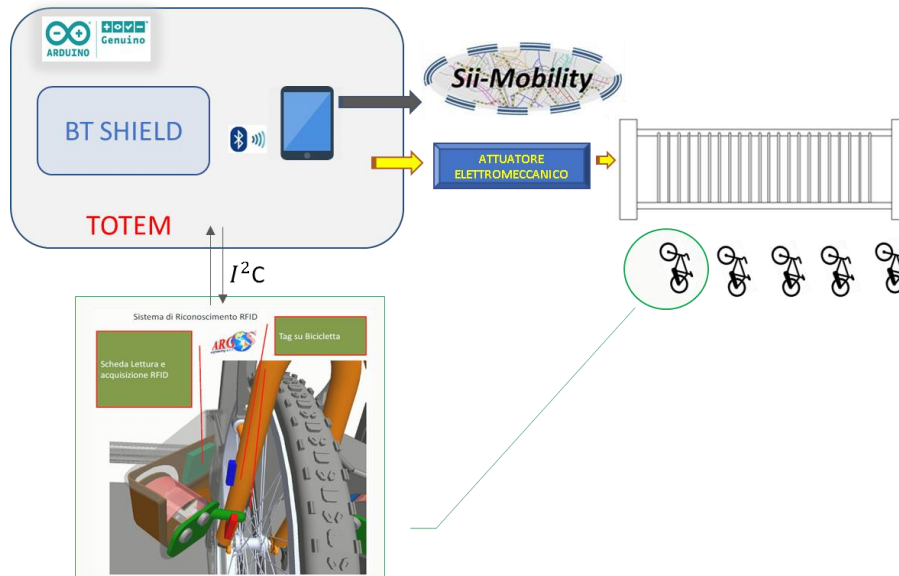 ARDUINO
Genuino
BT SHIELD
TOTEM
Sii-Mobility
ATTUATORE
ELETTROMECCANICO
I²C
Sistema di Riconoscimento RFID
ARGOS
Tag su Bicicletta
Scheda Lettura e
acquisizione RFID